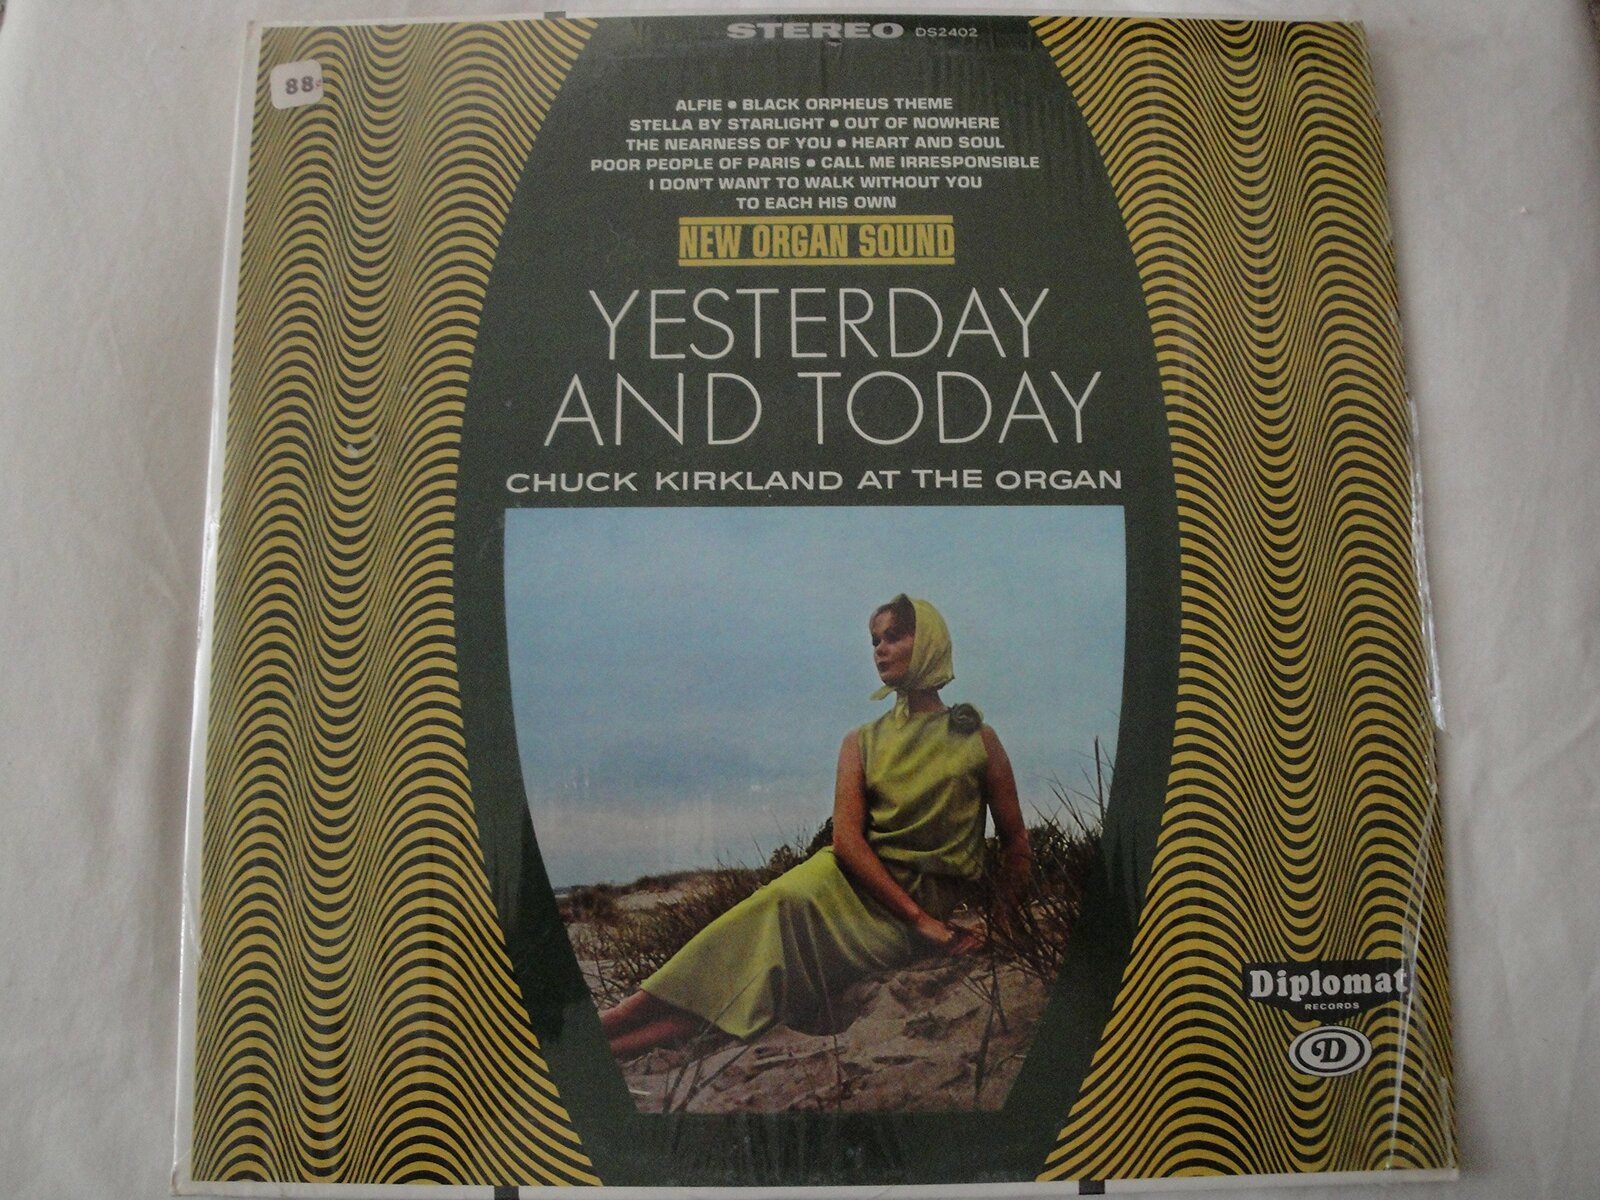 STEREO DS2402
88¢
ALFIE • BLACK ORPHEUS THEME
STELLA BY STARLIGHT • OUT OF NOWHERE
THE NEARNESS OF YOU • HEART AND SOUL
POOR PEOPLE OF PARIS • CALL ME IRRESPONSIBLE
I DON'T WANT TO WALK WITHOUT YOU
TO EACH HIS OWN
NEW ORGAN SOUND
YESTERDAY
AND TODAY
CHUCK KIRKLAND AT THE ORGAN
Diplomat
RECORDS
D